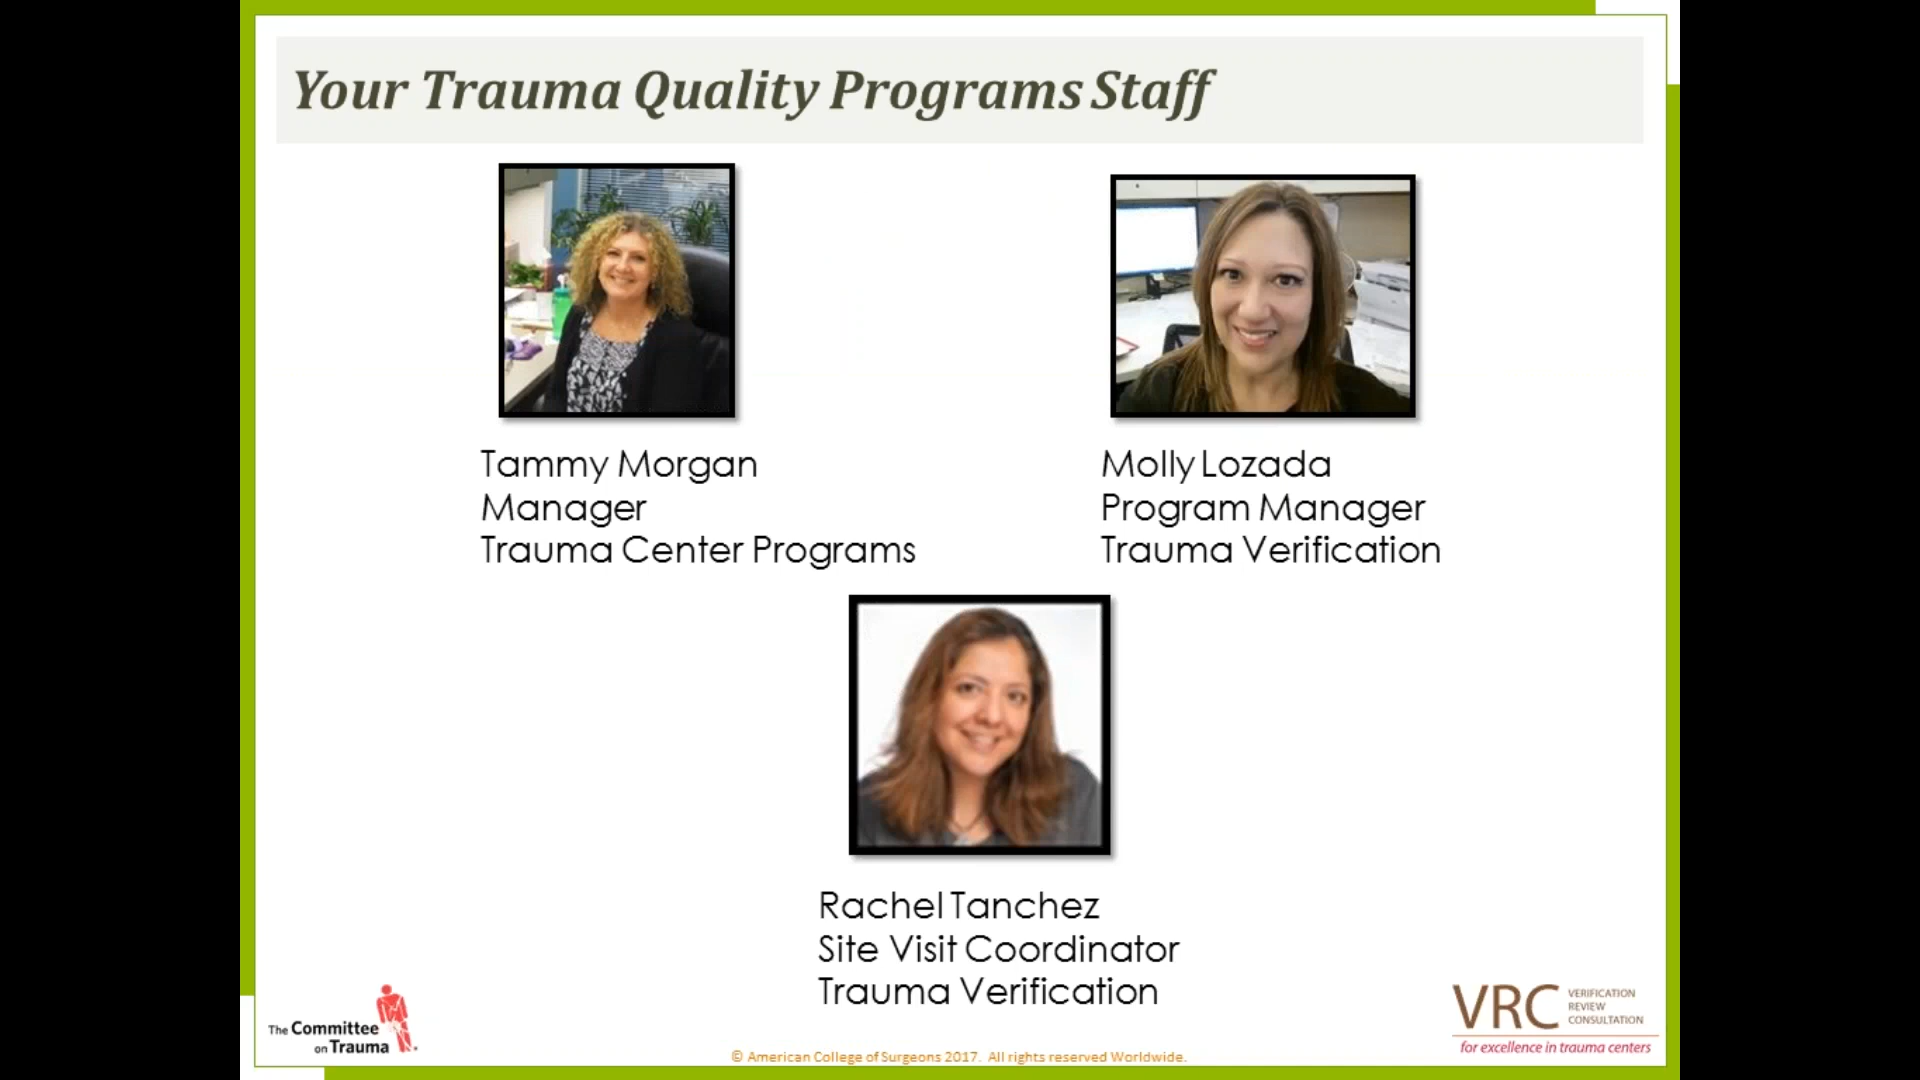 Your Trauma Quality Programs Staff
Tammy Morgan
Manager
Trauma Center Programs
Molly Lozada
Program Manager
Trauma Verification
Rachel Tanchez
Site Visit Coordinator
Trauma Verification
The Committee
on Trauma
© American College of Surgeons 2017. All rights reserved Worldwide.
VRC
VERIFICATION
REVIEW
CONSULTATION
for excellence in trauma centers